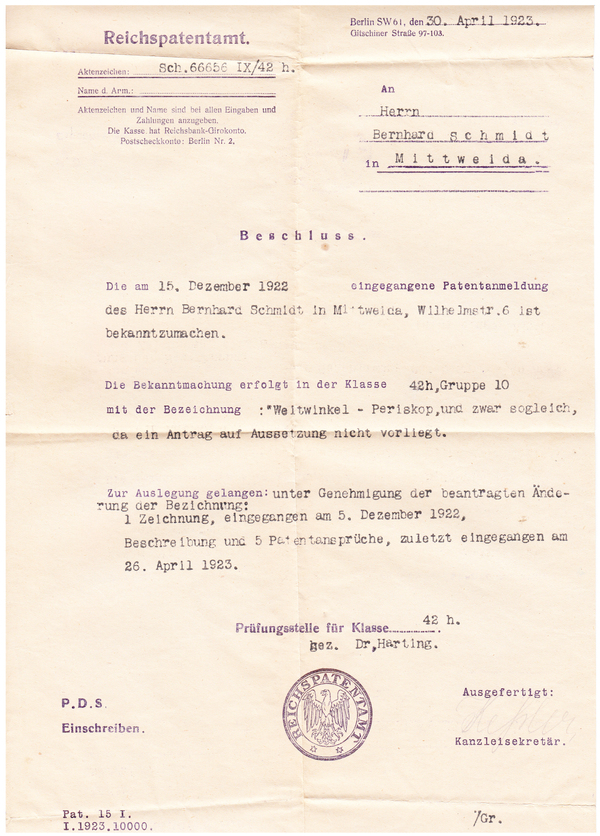 Reichspatentamt.
Berlin SW61, den 30. April 1923.
Gitschiner Straße 97-103.
Aktenzeichen: Sch.66656 IX/42 h.
Name d. Anm.:
Aktenzeichen und Name sind bei allen Eingaben und
Zahlungen anzugeben.
Die Kasse hat Reichsbank-Girokonto.
Postscheckkonto: Berlin Nr. 2.
An
Herrn
Bernhard Schmidt
in Mittweida.
Beschluss.
Die am 15. Dezember 1922 eingegangene Patentanmeldung
des Herrn Bernhard Schmidt in Mittweida, Wilhelmstr.6 ist
bekanntzumachen.
Die Bekanntmachung erfolgt in der Klasse 42h,Gruppe 10
mit der Bezeichnung :"Weitwinkel - Periskop,und zwar sogleich,
da ein Antrag auf Aussetzung nicht vorliegt.
Zur Auslegung gelangen: unter Genehmigung der beantragten Ände-
rung der Bezichnung:
1 Zeichnung, eingegangen am 5. Dezember 1922,
Beschreibung und 5 Patentansprüche, zuletzt eingegangen am
26. April 1923.
Prüfungsstelle für Klasse 42 h.
gez. Dr,Harting.
REICHSPATENTAMT
P.D.S.
Einschreiben.
Ausgefertigt:
Kanzleisekretär.
Pat. 15 I.
I.1923.10000.
/Gr.